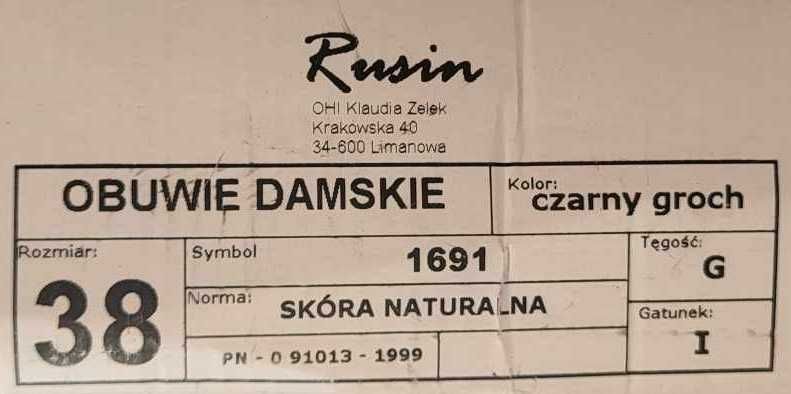 Rusin
OHI Klaudia Zelek
Krakowska 40
34-600 Limanowa
OBUWIE DAMSKIE
Kolor: czarny groch
Rozmiar: 38
Symbol 1691
Tęgość: G
Norma: SKÓRA NATURALNA
Gatunek: I
PN - 0 91013 - 1999